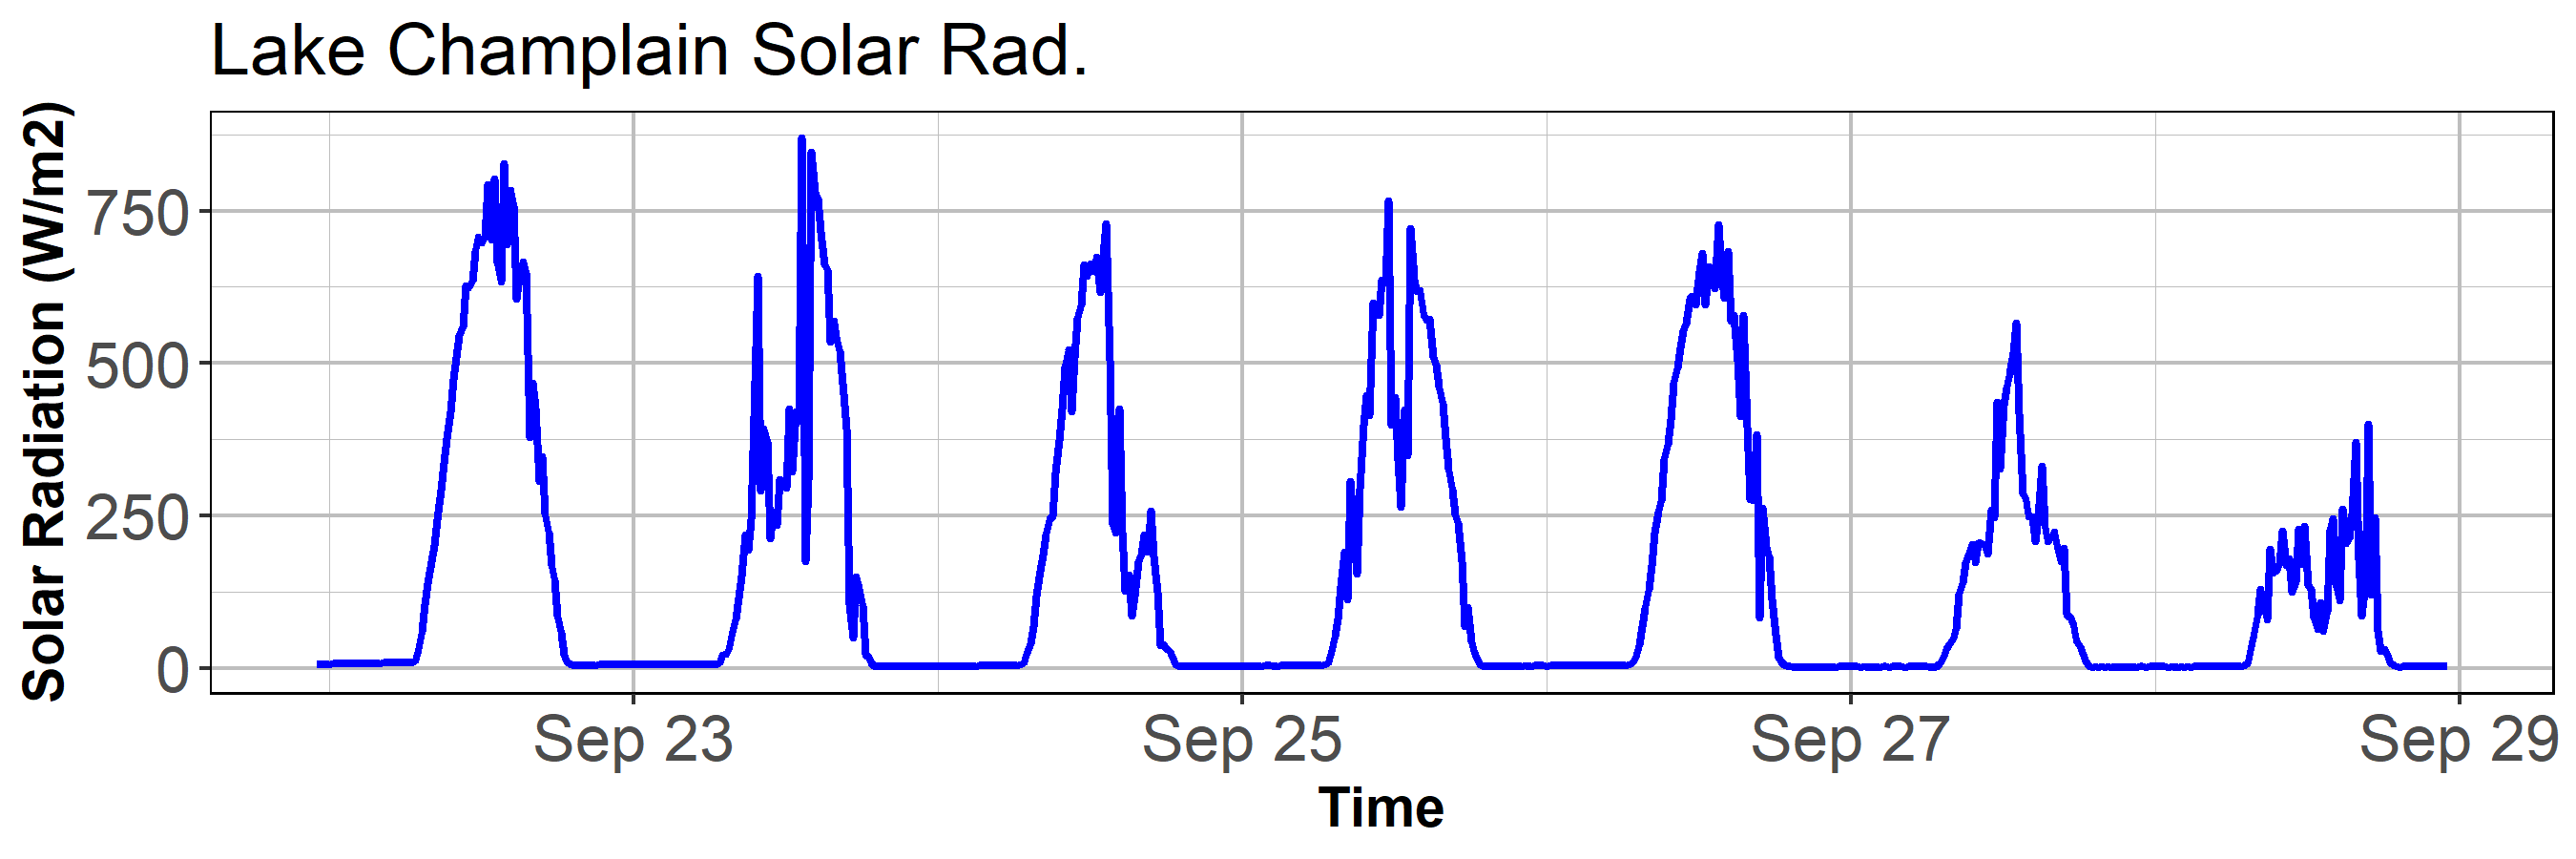 Lake Champlain Solar Rad.
Solar Radiation (W/m2)
750
500
250
0
Sep 23 Sep 25 Sep 27 Sep 29
Time